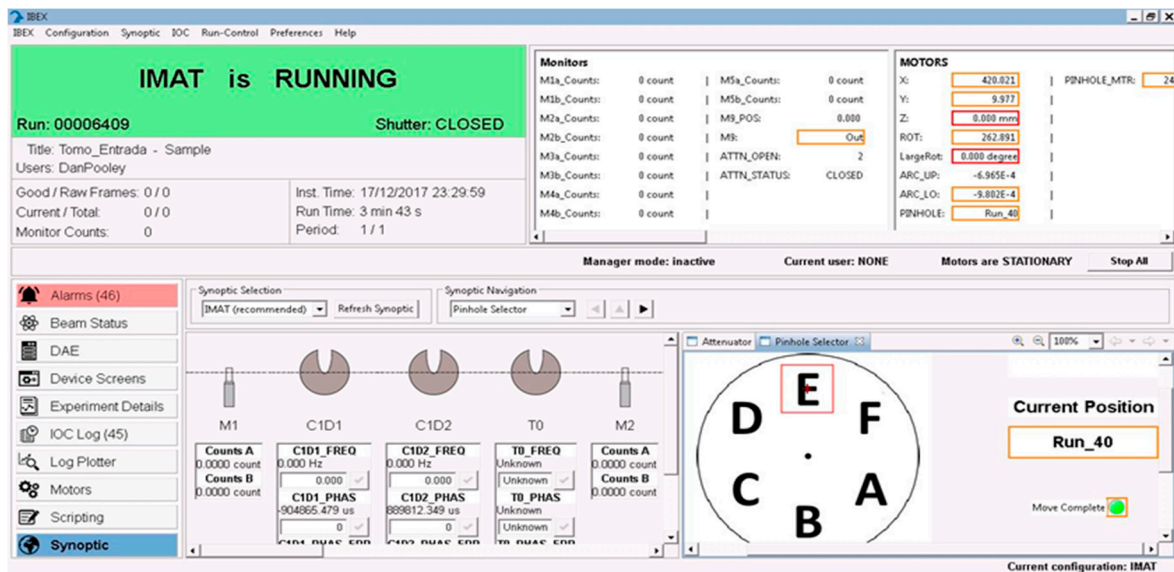 IBEX
IBEX Configuration Synoptic IOC Run-Control Preferences Help
IMAT is RUNNING
Run: 00006409 Shutter: CLOSED
Title: Tomo_Entrada - Sample
Users: DanPooley
Good / Raw Frames: 0 / 0
Current / Total: 0 / 0
Monitor Counts: 0
Inst. Time: 17/12/2017 23:29:59
Run Time: 3 min 43 s
Period: 1 / 1
Monitors
M1a_Counts: 0 count | M5a_Counts: 0 count
M1b_Counts: 0 count | M5b_Counts: 0 count
M2a_Counts: 0 count | M9_POS: 0.000
M2b_Counts: 0 count | M9: Out
M3a_Counts: 0 count | ATTN_OPEN: 2
M3b_Counts: 0 count | ATTN_STATUS: CLOSED
M4a_Counts: 0 count |
M4b_Counts: 0 count |
MOTORS
X: 420.021 | PINHOLE_MTR: 24
Y: 9.977 |
Z: 0.000 mm |
ROT: 262.891 |
LargeRot: 0.000 degree |
ARC_UP: -6.965E-4 |
ARC_LO: -9.802E-4 |
PINHOLE: Run_40 |
Manager mode: inactive Current user: NONE Motors are STATIONARY Stop All
Alarms (46)
Beam Status
DAE
Device Screens
Experiment Details
IOC Log (45)
Log Plotter
Motors
Scripting
Synoptic
Synoptic Selection
IMAT (recommended) Refresh Synoptic
Synoptic Navigation
Pinhole Selector
M1 C1D1 C1D2 T0 M2
Counts A C1D1_FREQ C1D2_FREQ T0_FREQ Counts A
0.0000 count 0.000 Hz 0.000 Hz Unknown 0.0000 count
Counts B 0.000 0.000 Unknown Counts B
0.0000 count C1D1_PHAS C1D2_PHAS T0_PHAS 0.0000 count
-904865.479 us 889812.349 us Unknown
0 0 Unknown
C1D1_PHAS_ERR C1D2_PHAS_ERR T0_PHAS_ERR
Attenuator Pinhole Selector 100%
E
D F
C A
B
Current Position
Run_40
Move Complete
Current configuration: IMAT